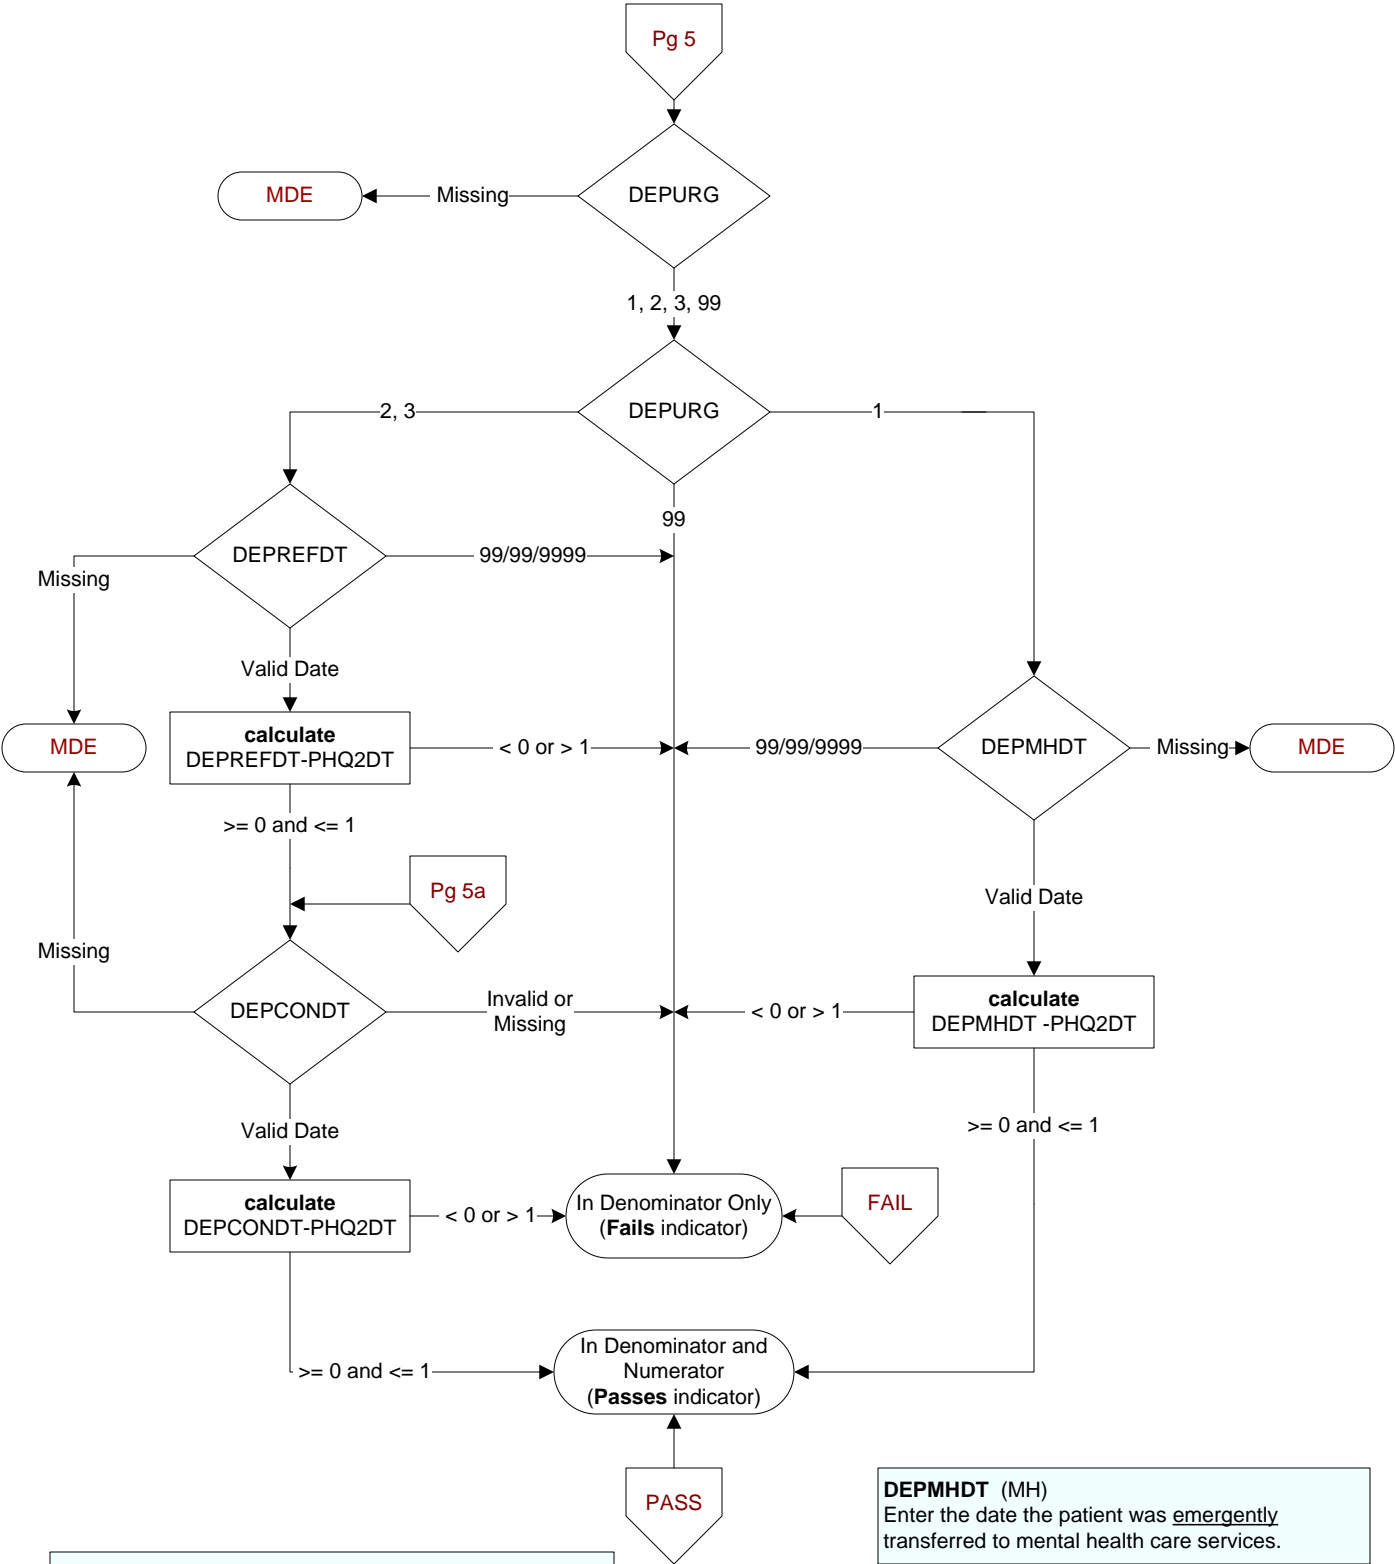 Pg 5
DEPURG
MDE
Missing
1, 2, 3, 99
DEPURG
2, 3
1
99
DEPREFDT
99/99/9999
Missing
Valid Date
MDE
calculate
DEPREFDT-PHQ2DT
< 0 or > 1
99/99/9999
DEPMHDT
Missing
MDE
>= 0 and <= 1
Pg 5a
Valid Date
Missing
DEPCONDT
Invalid or
Missing
< 0 or > 1
calculate
DEPMHDT -PHQ2DT
Valid Date
>= 0 and <= 1
calculate
DEPCONDT-PHQ2DT
< 0 or > 1
In Denominator Only
(Fails indicator)
FAIL
>= 0 and <= 1
In Denominator and
Numerator
(Passes indicator)
PASS
DEPMHDT (MH)
Enter the date the patient was emergently
transferred to mental health care services.